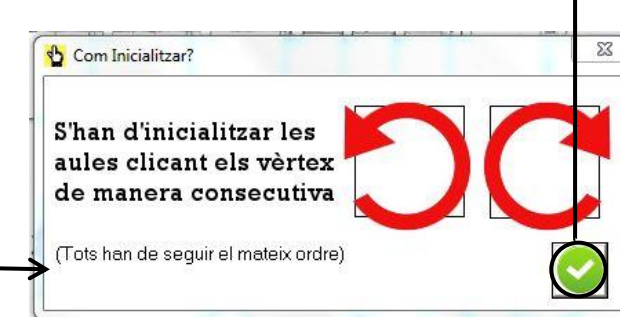 Com Inicialitzar?
S'han d'inicialitzar les
aules clicant els vèrtex
de manera consecutiva
(Tots han de seguir el mateix ordre)